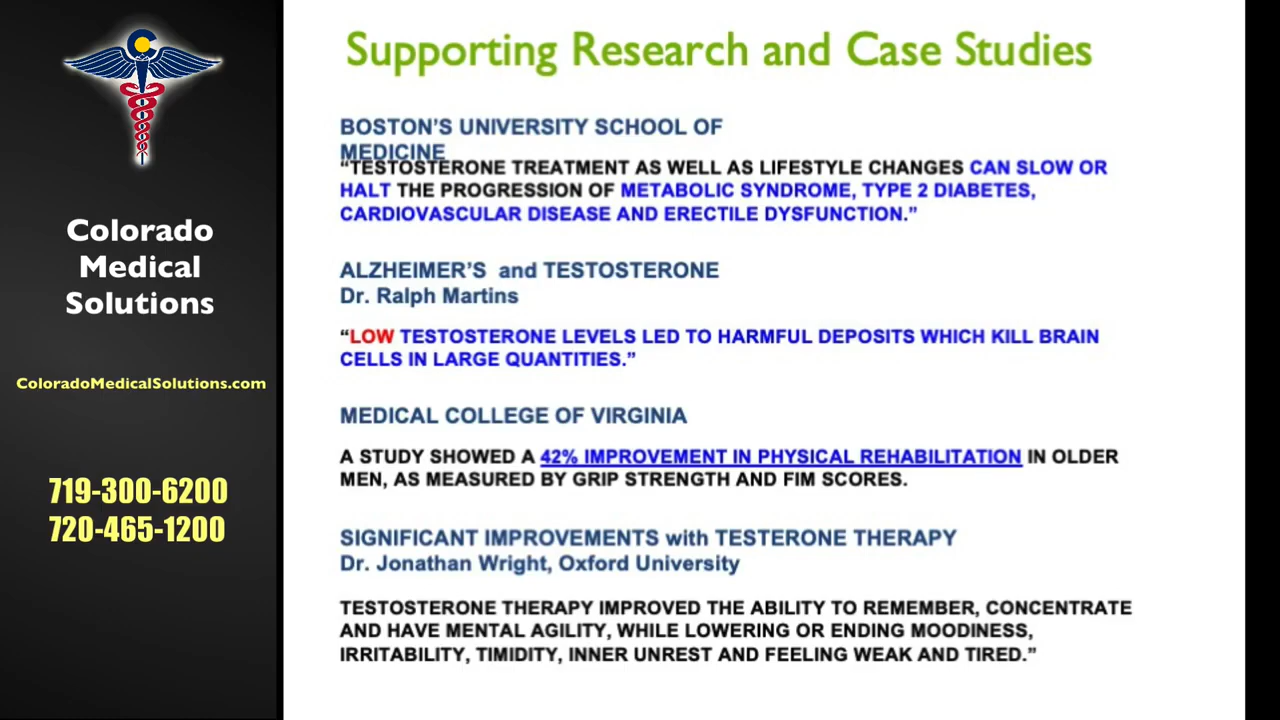 Colorado
Medical
Solutions
ColoradoMedicalSolutions.com
719-300-6200
720-465-1200
Supporting Research and Case Studies
BOSTON'S UNIVERSITY SCHOOL OF
MEDICINE
“TESTOSTERONE TREATMENT AS WELL AS LIFESTYLE CHANGES CAN SLOW OR
HALT THE PROGRESSION OF METABOLIC SYNDROME, TYPE 2 DIABETES,
CARDIOVASCULAR DISEASE AND ERECTILE DYSFUNCTION.”
ALZHEIMER'S and TESTOSTERONE
Dr. Ralph Martins
“LOW TESTOSTERONE LEVELS LED TO HARMFUL DEPOSITS WHICH KILL BRAIN
CELLS IN LARGE QUANTITIES.”
MEDICAL COLLEGE OF VIRGINIA
A STUDY SHOWED A 42% IMPROVEMENT IN PHYSICAL REHABILITATION IN OLDER
MEN, AS MEASURED BY GRIP STRENGTH AND FIM SCORES.
SIGNIFICANT IMPROVEMENTS with TESTERONE THERAPY
Dr. Jonathan Wright, Oxford University
TESTOSTERONE THERAPY IMPROVED THE ABILITY TO REMEMBER, CONCENTRATE
AND HAVE MENTAL AGILITY, WHILE LOWERING OR ENDING MOODINESS,
IRRITABILITY, TIMIDITY, INNER UNREST AND FEELING WEAK AND TIRED.”